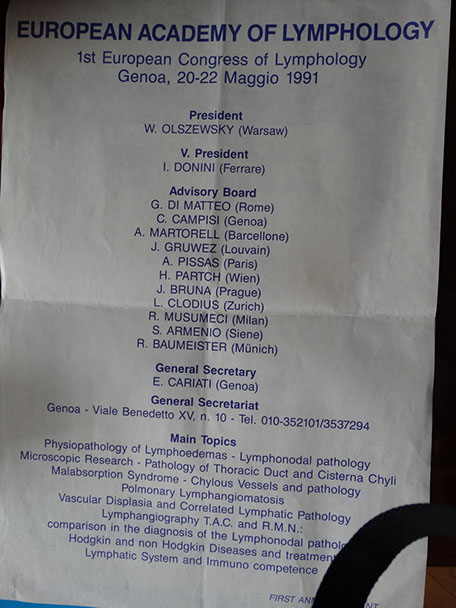 EUROPEAN ACADEMY OF LYMPHOLOGY
1st European Congress of Lymphology
Genoa, 20-22 Maggio 1991
President
W. OLSZEWSKY (Warsaw)
V. President
I. DONINI (Ferrare)
Advisory Board
G. DI MATTEO (Rome)
C. CAMPISI (Genoa)
A. MARTORELL (Barcellone)
J. GRUWEZ (Louvain)
A. PISSAS (Paris)
H. PARTCH (Wien)
J. BRUNA (Prague)
L. CLODIUS (Zurich)
R. MUSUMECI (Milan)
S. ARMENIO (Siene)
R. BAUMEISTER (Münich)
General Secretary
E. CARIATI (Genoa)
General Secretariat
Genoa - Viale Benedetto XV, n. 10 - Tel. 010-352101/3537294
Main Topics
Physiopathology of Lymphoedemas - Lymphonodal pathology
Microscopic Research - Pathology of Thoracic Duct and Cisterna Chyli
Malabsorption Syndrome - Chylous Vessels and pathology
Polmonary Lymphangiomatosis
Vascular Displasia and Correlated Lymphatic Pathology
Lymphangiography T.A.C. and R.M.N.:
comparison in the diagnosis of the Lymphonodal
Hodgkin and non Hodgkin Diseases and treatment
Lymphatic System and Immuno competence
FIRST